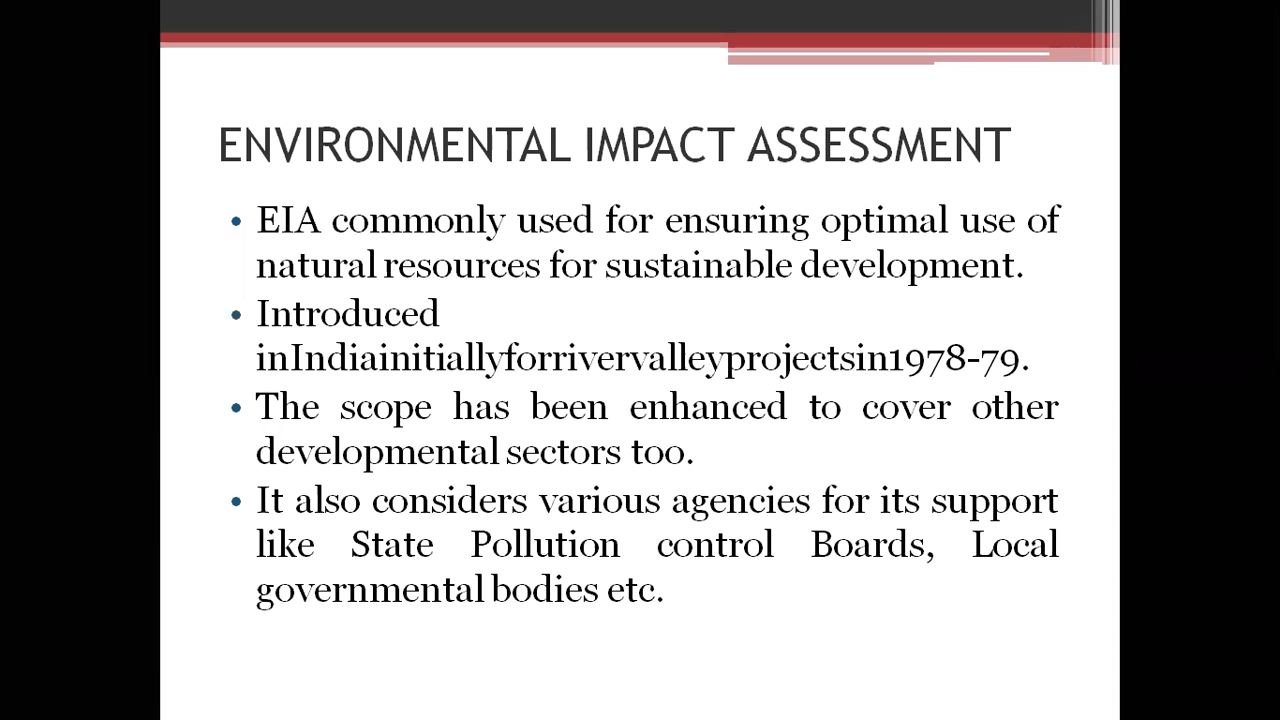 ENVIRONMENTAL IMPACT ASSESSMENT
• EIA commonly used for ensuring optimal use of
natural resources for sustainable development.
• Introduced
inIndiainitiallyforrivervalleyprojectsin1978-79.
• The scope has been enhanced to cover other
developmental sectors too.
• It also considers various agencies for its support
like State Pollution control Boards, Local
governmental bodies etc.